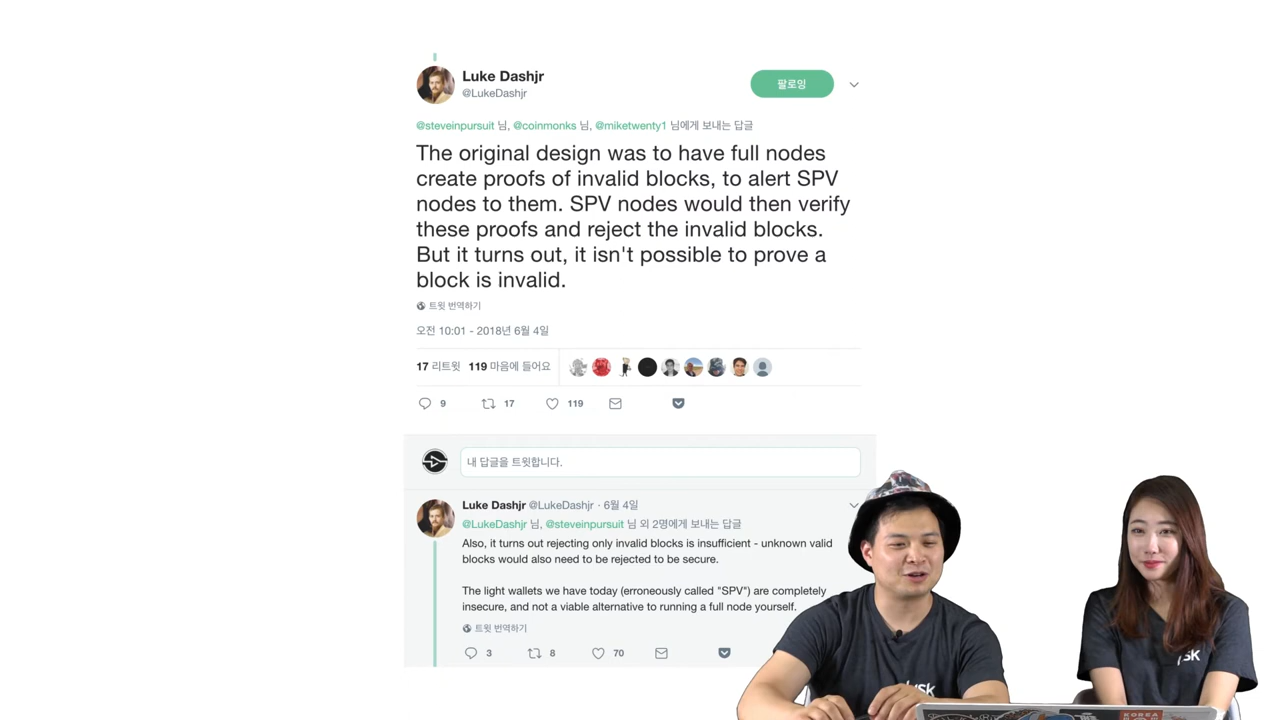 Luke Dashjr
@LukeDashjr
팔로잉
@steveinpursuit 님, @coinmonks 님, @miketwenty1 님에게 보내는 답글
The original design was to have full nodes
create proofs of invalid blocks, to alert SPV
nodes to them. SPV nodes would then verify
these proofs and reject the invalid blocks.
But it turns out, it isn't possible to prove a
block is invalid.
트윗 번역하기
오전 10:01 - 2018년 6월 4일
17 리트윗 119 마음에 들어요
9 17 119
내 답글을 트윗합니다.
Luke Dashjr @LukeDashjr · 6월 4일
@LukeDashjr 님, @steveinpursuit 님 외 2명에게 보내는 답글
Also, it turns out rejecting only invalid blocks is insufficient - unknown valid
blocks would also need to be rejected to be secure.
The light wallets we have today (erroneously called "SPV") are completely
insecure, and not a viable alternative to running a full node yourself.
트윗 번역하기
3 8 70
KOREA